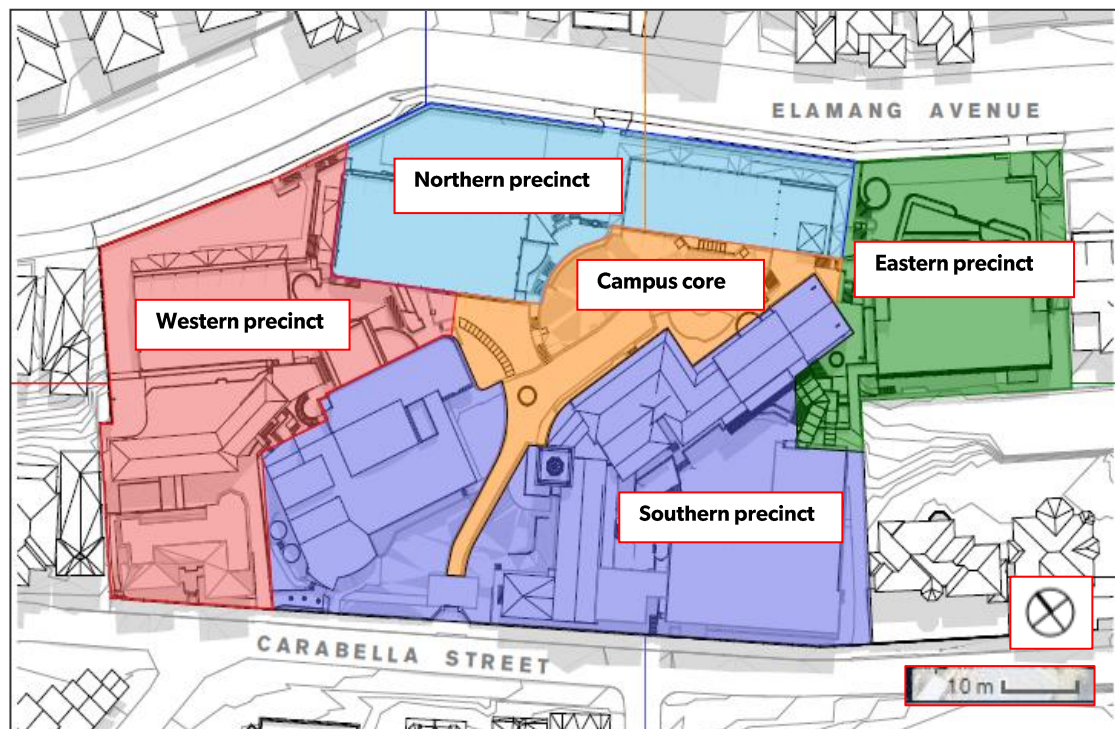 ELAMANG AVENUE
Northern precinct
Eastern precinct
Campus core
Western precinct
Southern precinct
CARABELLA STREET
10 m